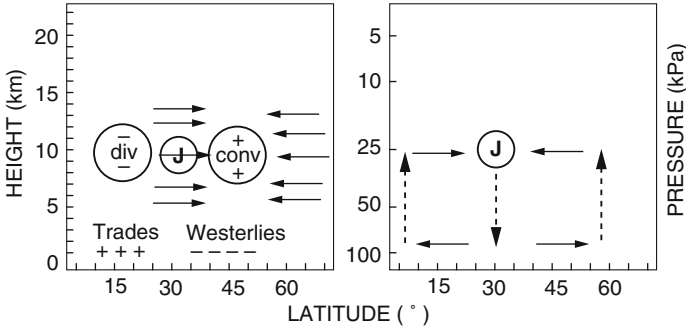 HEIGHT (km)
20
15
10
5
0
−
div
−
J
+
conv
+
Trades
+ + +
Westerlies
− − − −
15 30 45 60
5
10
25
50
100
J
15 30 45 60
PRESSURE (kPa)
LATITUDE ( ° )